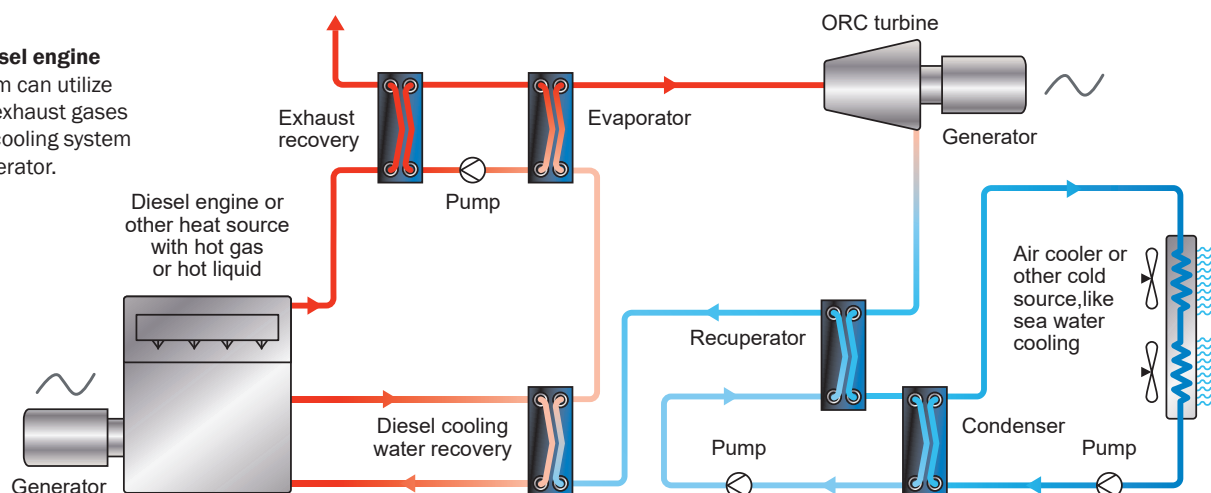 sel engine
m can utilize
exhaust gases
cooling system
erator.
ORC turbine
Exhaust
recovery
Evaporator
Generator
Pump
Diesel engine or
other heat source
with hot gas
or hot liquid
Air cooler or
other cold
source,like
sea water
cooling
Recuperator
Diesel cooling
water recovery
Condenser
Pump
Pump
Generator